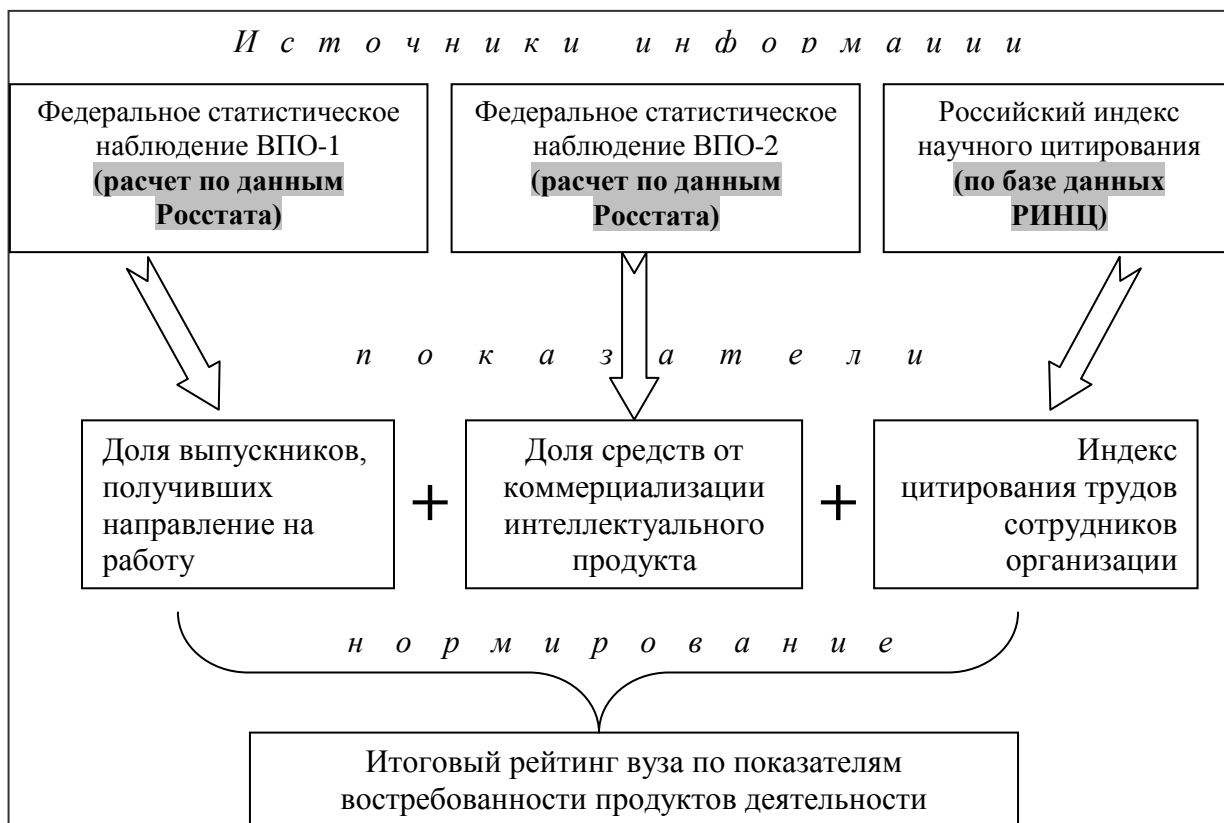 И с т о ч н и к и и н ф о р м а ц и и
Федеральное статистическое
наблюдение ВПО-1
(расчет по данным
Росстата)
Федеральное статистическое
наблюдение ВПО-2
(расчет по данным
Росстата)
Российский индекс
научного цитирования
(по базе данных
РИНЦ)
п о к а з а т е л и
Доля выпускников,
получивших
направление на
работу
+
Доля средств от
коммерциализации
интеллектуального
продукта
+
Индекс
цитирования трудов
сотрудников
организации
н о р м и р о в а н и е
Итоговый рейтинг вуза по показателям
востребованности продуктов деятельности